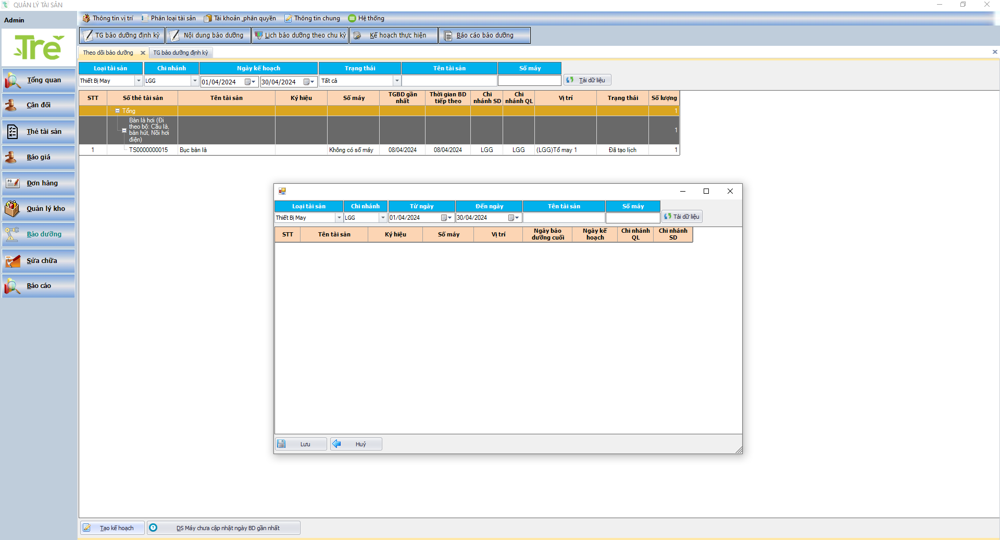 QUẢN LÝ TÀI SẢN
Admin
Thông tin vị trí
Phân loại tài sản
Tài khoản _phân quyền
Thông tin chung
Hệ thống
Tre
TG bảo dưỡng định kỳ
Nội dung bảo dưỡng
Lịch bảo dưỡng theo chu kỳ
Kế hoạch thực hiện
Báo cáo bảo dưỡng
Theo dõi bảo dưỡng
TG bảo dưỡng định kỳ
Loại tài sản
Chi nhánh
Ngày kế hoạch
Trạng thái
Tên tài sản
Số máy
Thiết Bị May
LGG
01/04/2024
30/04/2024
Tất cả
Tải dữ liệu
STT
Số thẻ tài sản
Tên tài sản
Ký hiệu
Số máy
TGBD gần
nhất
Thời gian BD
tiếp theo
Chi
nhánh SD
Chi
nhánh QL
Vị trí
Trạng thái
Số lượng
Tổng
1
Bàn là hơi (Đi
theo bộ: Cầu là,
bàn hút, Nồi hơi
điện)
1
1
TS0000000015
Bục bàn là
Không có số máy
08/04/2024
08/04/2024
LGG
LGG
(LGG)Tổ may 1
Đã tạo lịch
1
Tổng quan
Cân đối
Thẻ tài sản
Báo giá
PO
Đơn hàng
Quản lý kho
Bảo dưỡng
Sửa chữa
Báo cáo
Loại tài sản
Chi nhánh
Từ ngày
Đến ngày
Tên tài sản
Số máy
Thiết Bị May
LGG
01/04/2024
30/04/2024
Tải dữ liệu
STT
Tên tài sản
Ký hiệu
Số máy
Vị trí
Ngày bảo
dưỡng cuối
Ngày kế
hoạch
Chi nhánh
QL
Chi nhánh
SD
Lưu
Huỷ
Tạo kế hoạch
DS Máy chưa cập nhật ngày BD gần nhất